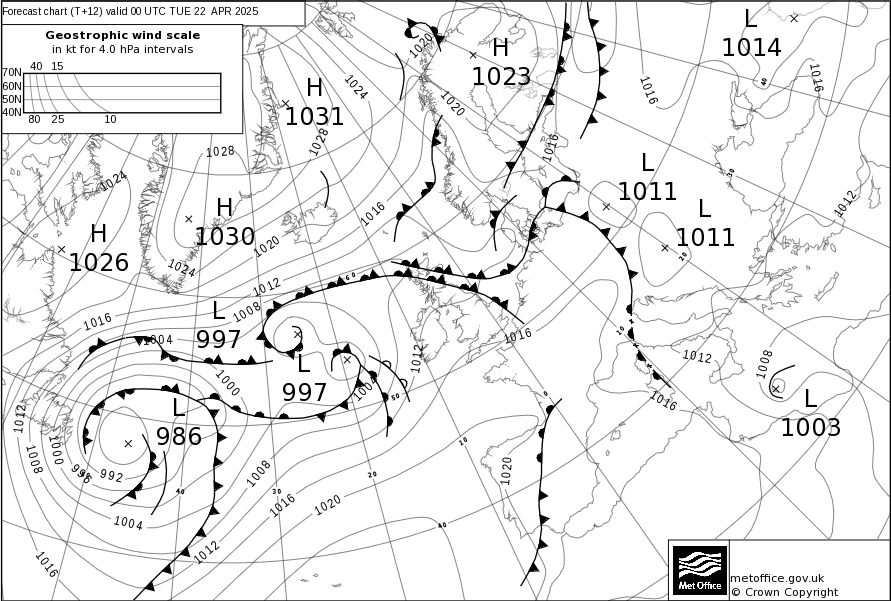 Forecast chart (T+12) valid 00 UTC TUE 22 APR 2025
Geostrophic wind scale
in kt for 4.0 hPa intervals
40 15
70N
60N
50N
40N
80 25 10
H
1031
H
1023
L
1014
H
1030
H
1026
L
1011
L
1011
L
997
L
997
L
986
L
1003
1020
1024
1020
1028
1028
1024
1016
1016
1016
1012
1016
1020
1024
1012
1008
1016
1004
1000
1004
1012
1016
1012
1008
1016
1012
1008
1000
996
992
1004
1008
1016
1020
1012
1016
1020
40
30
20
60
50
10
0
10
20
30
40
40
metoffice.gov.uk
© Crown Copyright
Met Office